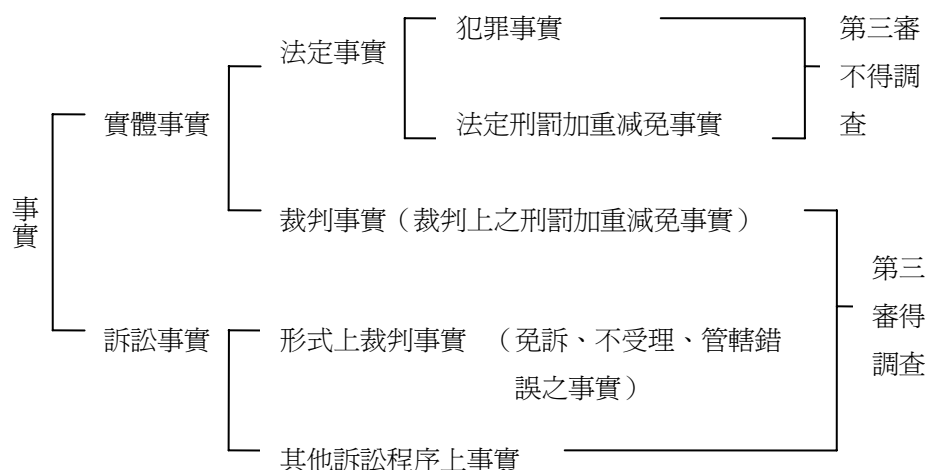 犯罪事實
第三審
法定事實
不得調
實體事實
法定刑罰加重減免事實
查
事實
裁判事實（裁判上之刑罰加重減免事實）
第三
訴訟事實
形式上裁判事實 （免訴、不受理、管轄錯
審得
誤之事實）
調查
其他訴訟程序上事實